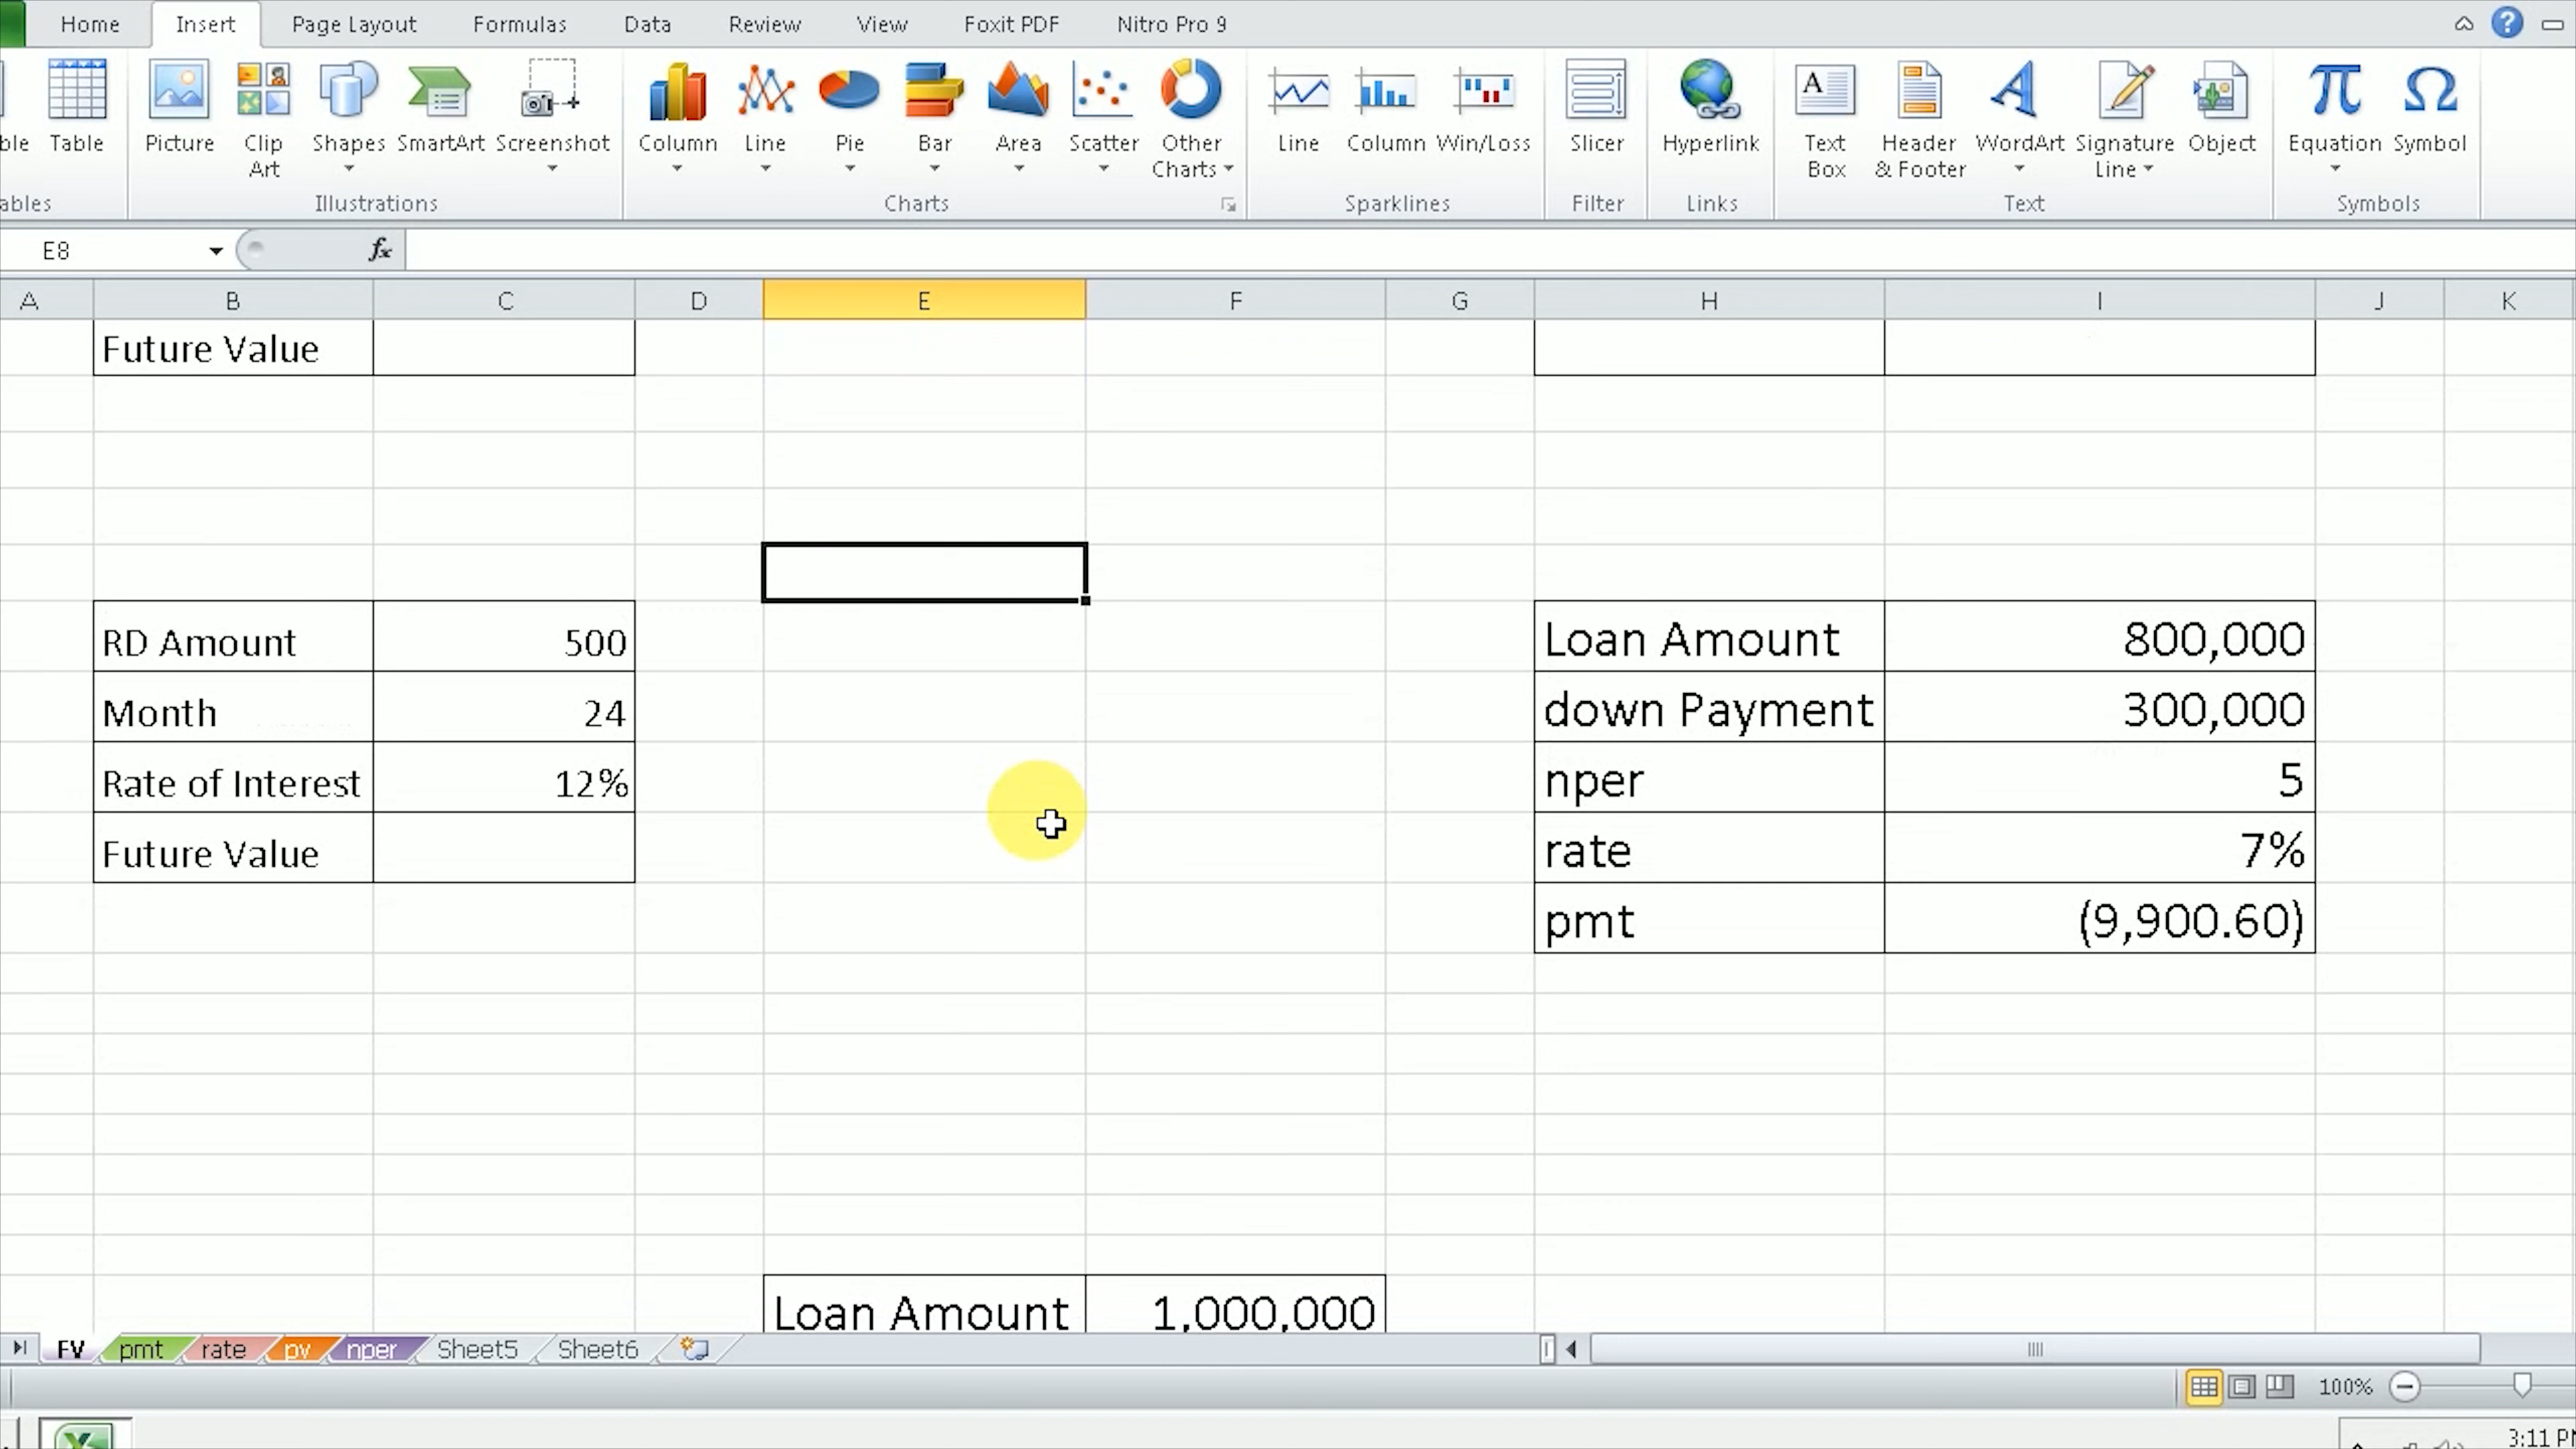 Home Insert Page Layout Formulas Data Review View Foxit PDF Nitro Pro 9
Table Picture Clip Art Shapes SmartArt Screenshot Column Line Pie Bar Area Scatter Other Charts Line Column Win/Loss Slicer Hyperlink Text Box Header & Footer WordArt Signature Line Object Equation Symbol
Illustrations Charts Sparklines Filter Links Text Symbols
E8 fx
A B C D E F G H I J K
Future Value
RD Amount 500 Loan Amount 800,000
Month 24 down Payment 300,000
Rate of Interest 12% nper 5
Future Value rate 7%
pmt (9,900.60)
Loan Amount 1,000,000
FV pmt rate pv nper Sheet5 Sheet6
100%
3:11